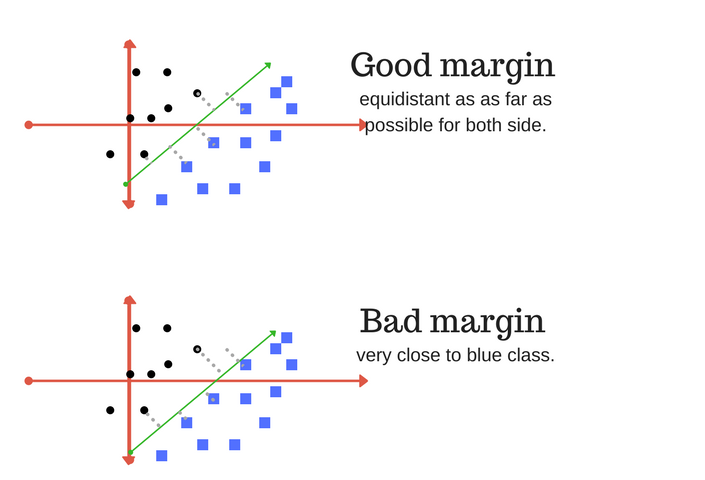 Good margin
equidistant as as far as
possible for both side.
Bad margin
very close to blue class.